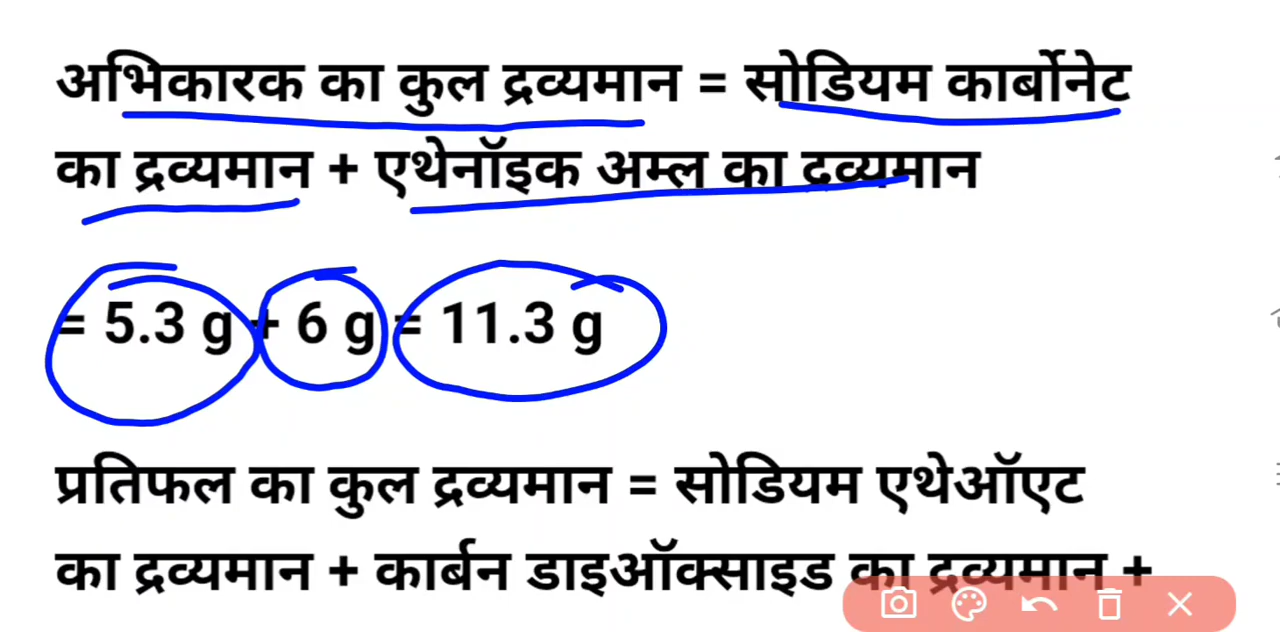 अभिकारक का कुल द्रव्यमान = सोडियम कार्बोनेट
का द्रव्यमान + एथेनॉइक अम्ल का द्रव्यमान
= 5.3 g + 6 g = 11.3 g
प्रतिफल का कुल द्रव्यमान = सोडियम एथेऑएट
का द्रव्यमान + कार्बन डाइऑक्साइड का द्रव्यमान +